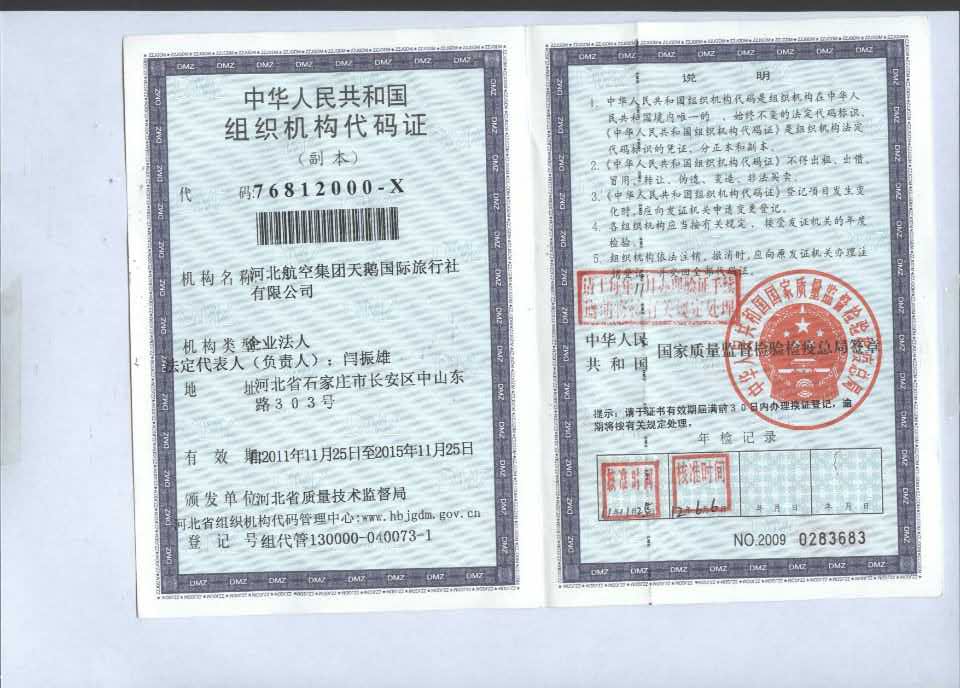 中华人民共和国
组织机构代码证
（副本）
代 码:76812000-X
机构名称 河北航空集团天鹅国际旅行社
有限公司
机构类型 企业法人
法定代表人（负责人）：闫振雄
地 址 河北省石家庄市长安区中山东
路303号
有 效 期 自2011年11月25日至2015年11月25日
颁发单位 河北省质量技术监督局
河北省组织机构代码管理中心:www.hbjgdm.gov.cn
登 记 号 组代管130000-040073-1
说 明
1. 中华人民共和国组织机构代码是组织机构在中华人
民共和国境内唯一的、始终不变的法定代码标识，
《中华人民共和国组织机构代码证》是组织机构法定
代码标识的凭证，分正本和副本。
2.《中华人民共和国组织机构代码证》不得出租、出借、
冒用、转让、伪造、变造、非法买卖。
3.《中华人民共和国组织机构代码证》登记项目发生变
化时，应向发证机关申请变更登记。
4. 各组织机构应当按有关规定，接受发证机关的年度
检验。
5. 组织机构依法注销、撤消时，应向原发证机关办理注
中华人民
共和国
国家质量监督检验检疫总局签章
中华人民共和国国家质量监督检验检疫总局
提示：请于证书有效期届满前30日内办理换证登记，逾
期将按有关规定处理。
年检记录
核准时间 核准时间
年 月 日 年 月 日
NO.2009 0283683